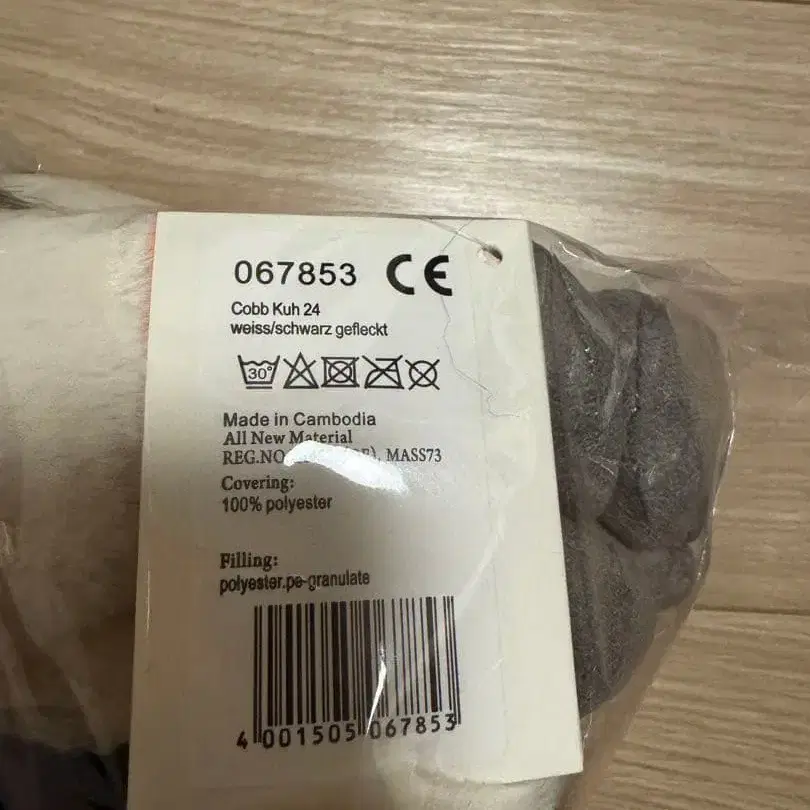 067853 CE
Cobb Kuh 24
weiss/schwarz gefleckt
30°
Made in Cambodia
All New Material
REG.NO MASS73
Covering:
100% polyester
Filling:
polyester.pe-granulate
4 001505 067853